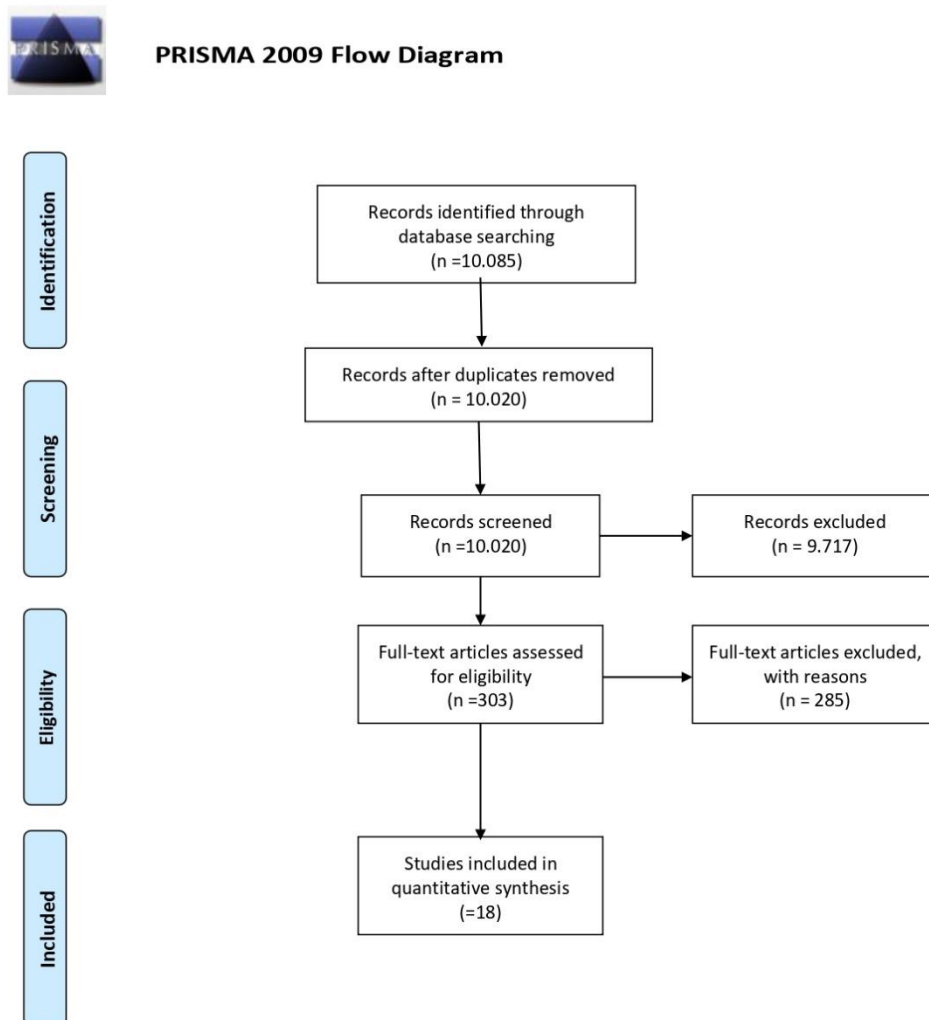 PRISMA
PRISMA 2009 Flow Diagram
Identification
Records identified through
database searching
(n =10.085)
Records after duplicates removed
(n = 10.020)
Screening
Records screened
(n =10.020)
Records excluded
(n = 9.717)
Eligibility
Full-text articles assessed
for eligibility
(n =303)
Full-text articles excluded,
with reasons
(n = 285)
Included
Studies included in
quantitative synthesis
(=18)